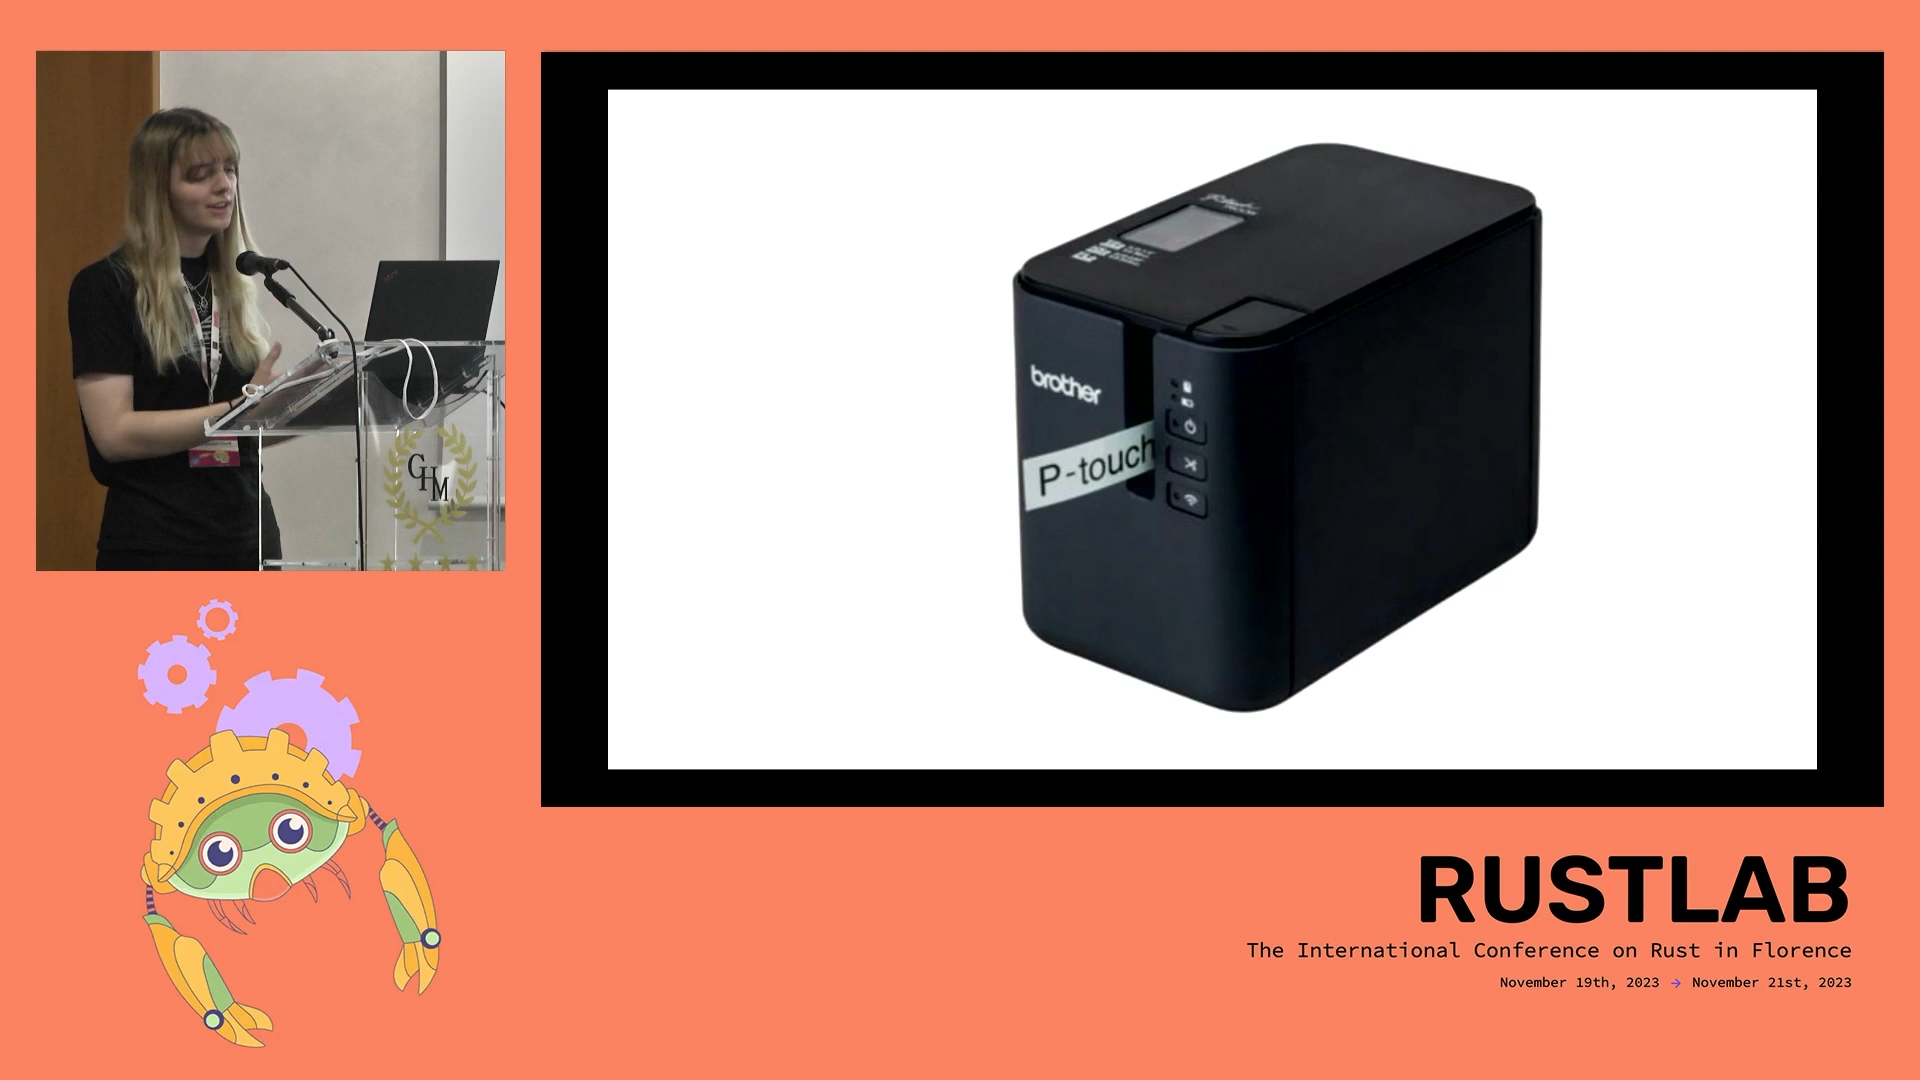 GHM
brother
P-touch
RUSTLAB
The International Conference on Rust in Florence
November 19th, 2023 → November 21st, 2023